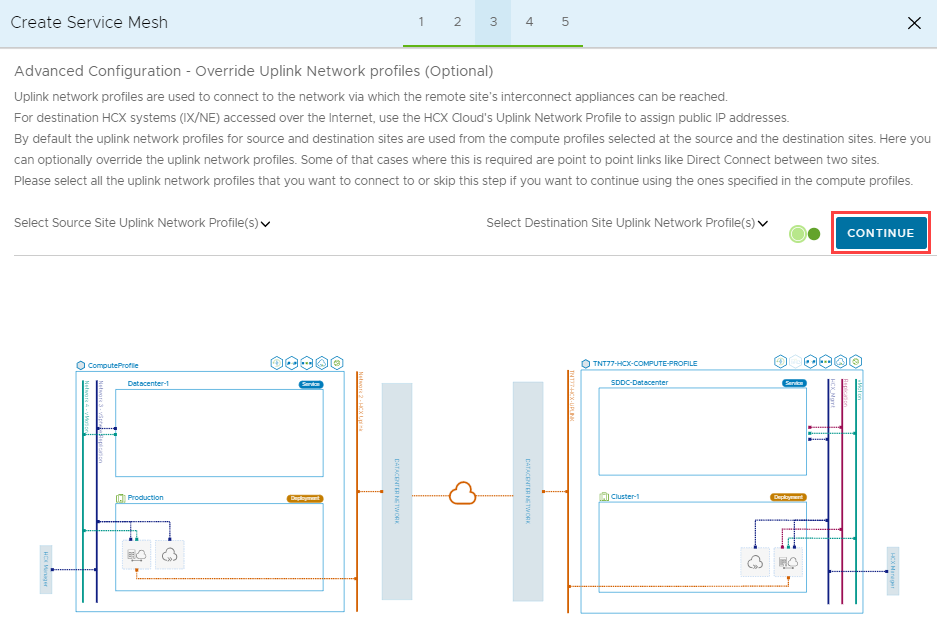 Create Service Mesh
1 2 3 4 5
Advanced Configuration - Override Uplink Network profiles (Optional)
Uplink network profiles are used to connect to the network via which the remote site's interconnect appliances can be reached.
For destination HCX systems (IX/NE) accessed over the Internet, use the HCX Cloud's Uplink Network Profile to assign public IP addresses.
By default the uplink network profiles for source and destination sites are used from the compute profiles selected at the source and the destination sites. Here you
can optionally override the uplink network profiles. Some of that cases where this is required are point to point links like Direct Connect between two sites.
Please select all the uplink network profiles that you want to connect to or skip this step if you want to continue using the ones specified in the compute profiles.
Select Source Site Uplink Network Profile(s)
Select Destination Site Uplink Network Profile(s)
CONTINUE
ComputeProfile
Datacenter-1
Service
Production
Deployment
HCX Manager
DATACENTER NETWORK
DATACENTER NETWORK
TNT77-HCX-COMPUTE-PROFILE
TNT77-HCX-UPLINK
SDDC-Datacenter
Service
Cluster-1
Deployment
HCX_Mgmt
Replication
vMotion
HCX Manager